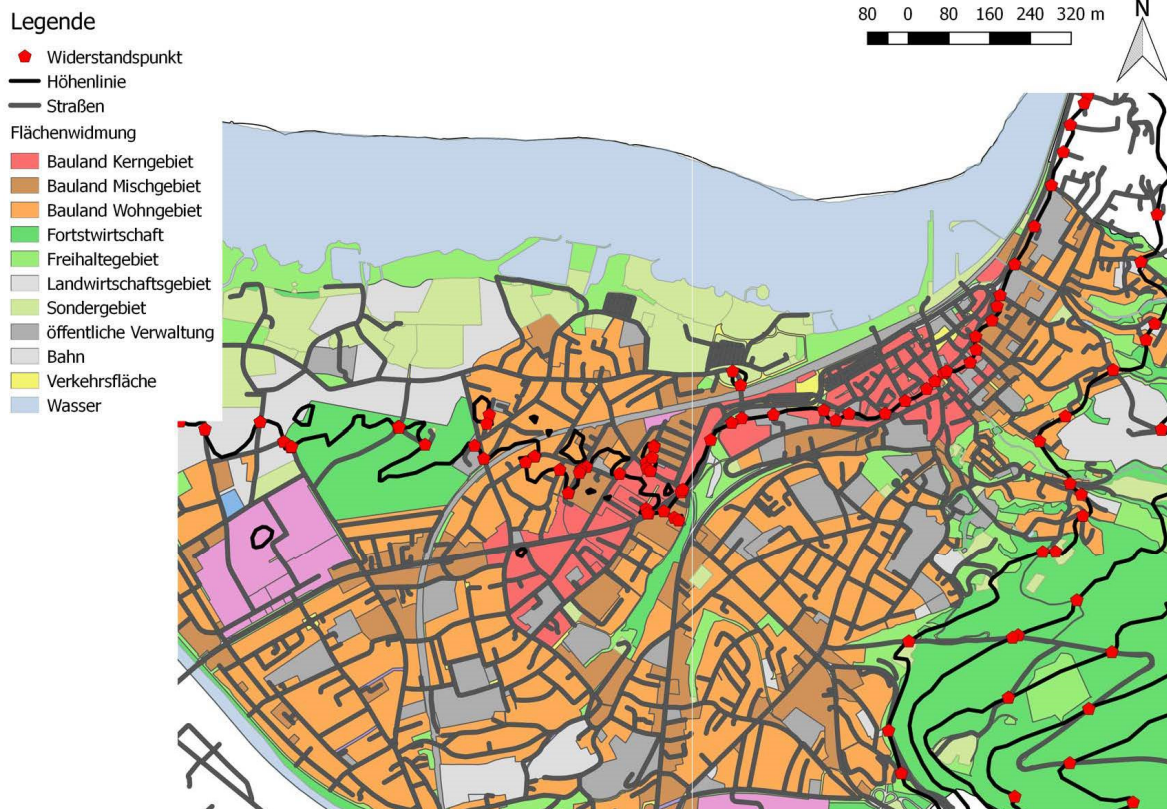 Legende
Widerstandspunkt
Höhenlinie
Straßen
Flächenwidmung
Bauland Kerngebiet
Bauland Mischgebiet
Bauland Wohngebiet
Fortstwirtschaft
Freihaltegebiet
Landwirtschaftsgebiet
Sondergebiet
öffentliche Verwaltung
Bahn
Verkehrsfläche
Wasser
80 0 80 160 240 320 m
N